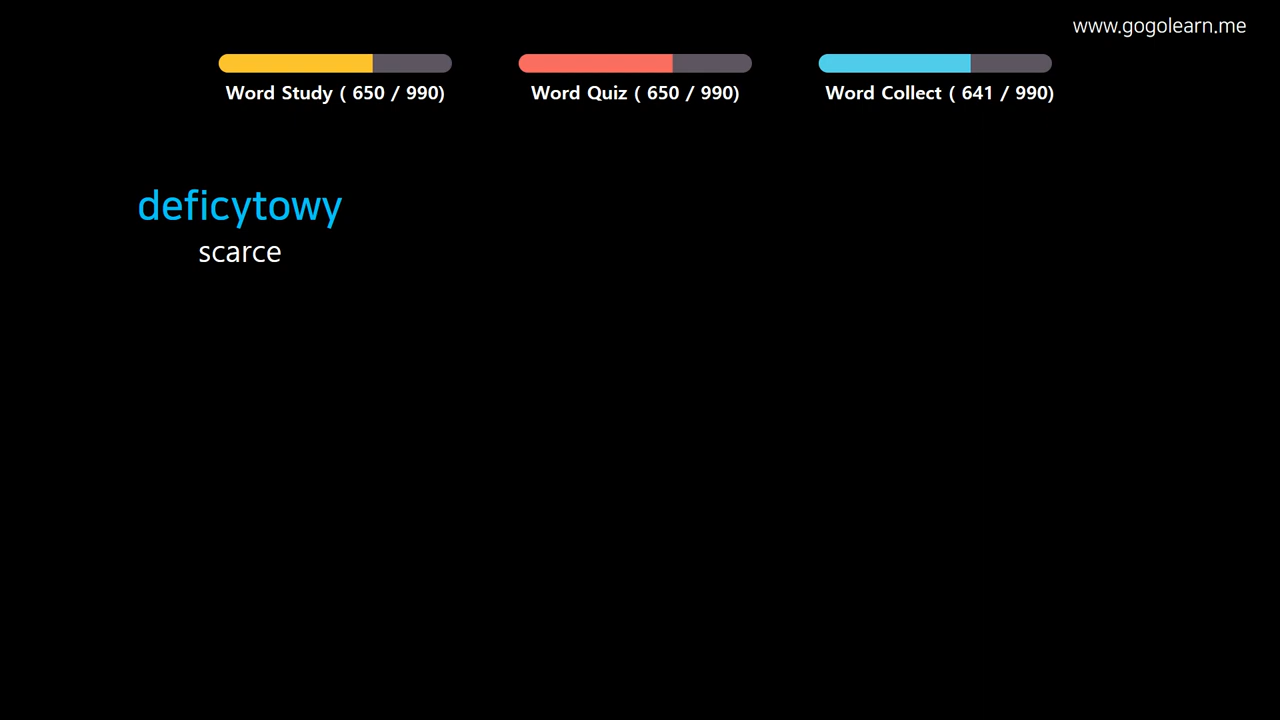 www.gogolearn.me
Word Study ( 650 / 990)
Word Quiz ( 650 / 990)
Word Collect ( 641 / 990)
deficytowy
scarce